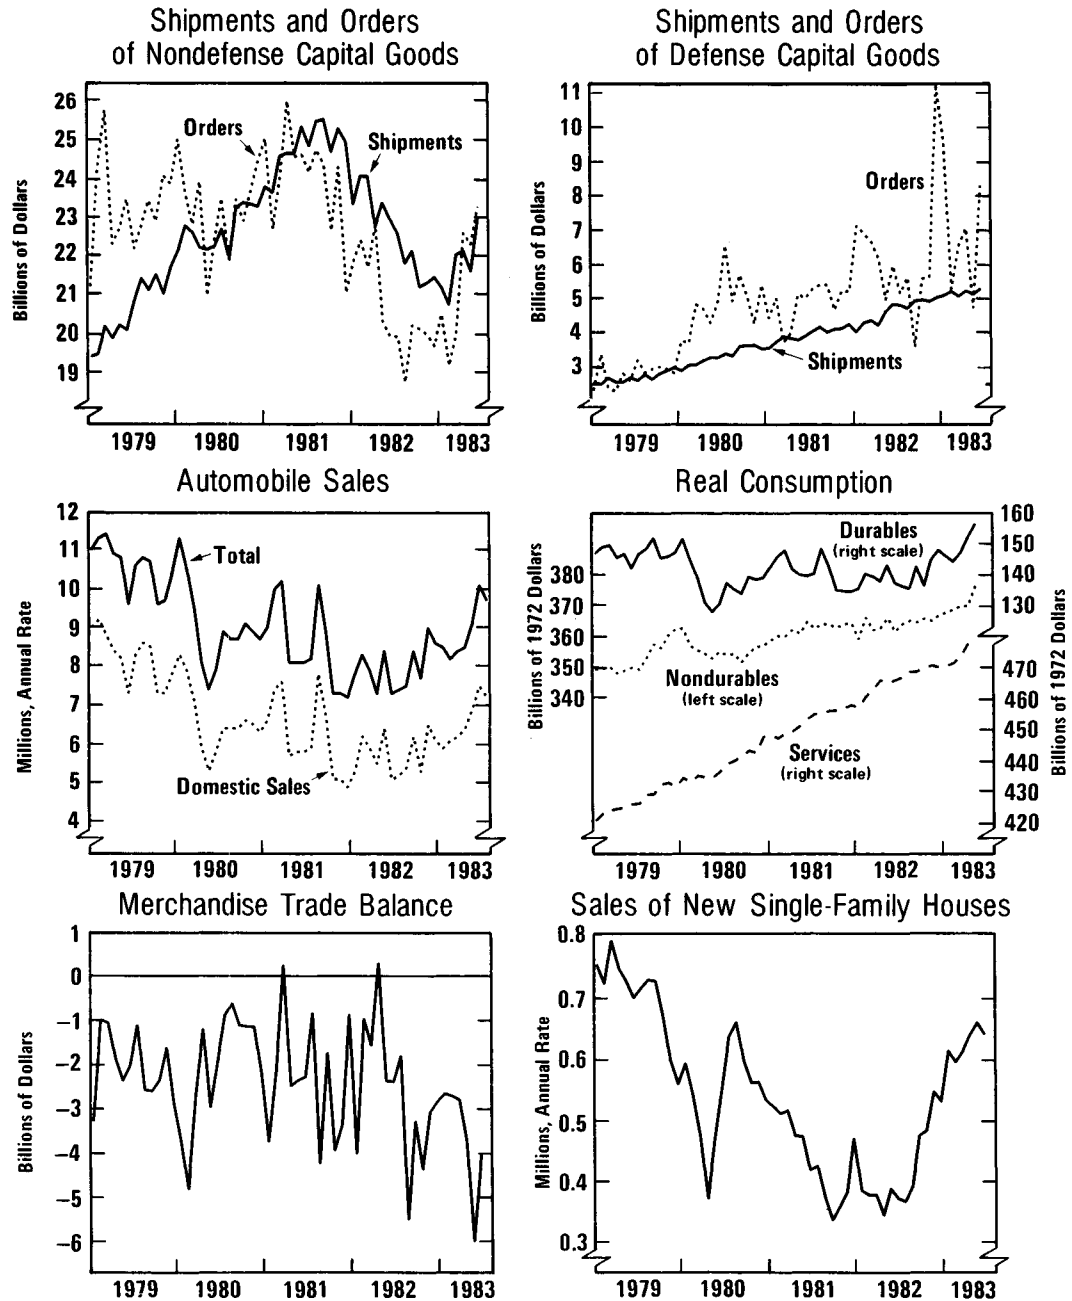 Shipments and Orders
of Nondefense Capital Goods
Billions of Dollars
26
25
24
23
22
21
20
19
Orders
Shipments
1979 1980 1981 1982 1983
Shipments and Orders
of Defense Capital Goods
Billions of Dollars
11
10
9
8
7
6
5
4
3
Orders
Shipments
1979 1980 1981 1982 1983
Automobile Sales
Millions, Annual Rate
12
11
10
9
8
7
6
5
4
Total
Domestic Sales
1979 1980 1981 1982 1983
Real Consumption
Billions of 1972 Dollars
380
370
360
350
340
Durables
(right scale)
Nondurables
(left scale)
Services
(right scale)
160
150
140
130
470
460
450
440
430
420
Billions of 1972 Dollars
1979 1980 1981 1982 1983
Merchandise Trade Balance
Billions of Dollars
1
0
−1
−2
−3
−4
−5
−6
1979 1980 1981 1982 1983
Sales of New Single-Family Houses
Millions, Annual Rate
0.8
0.7
0.6
0.5
0.4
0.3
1979 1980 1981 1982 1983